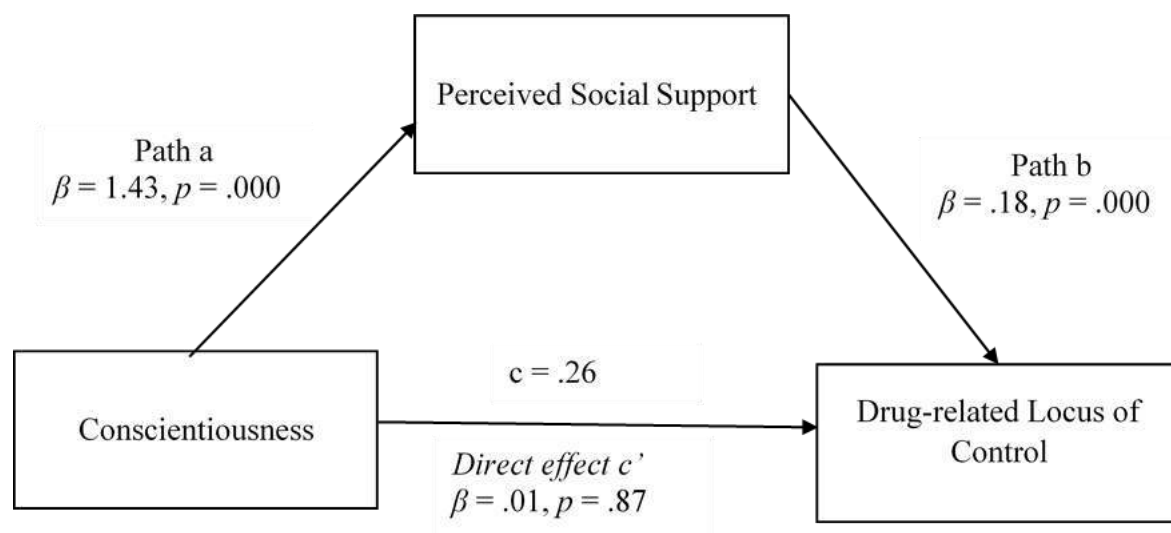 Perceived Social Support
Path a
β = 1.43, p = .000
Path b
β = .18, p = .000
Conscientiousness
c = .26
Direct effect c’
β = .01, p = .87
Drug-related Locus of
Control